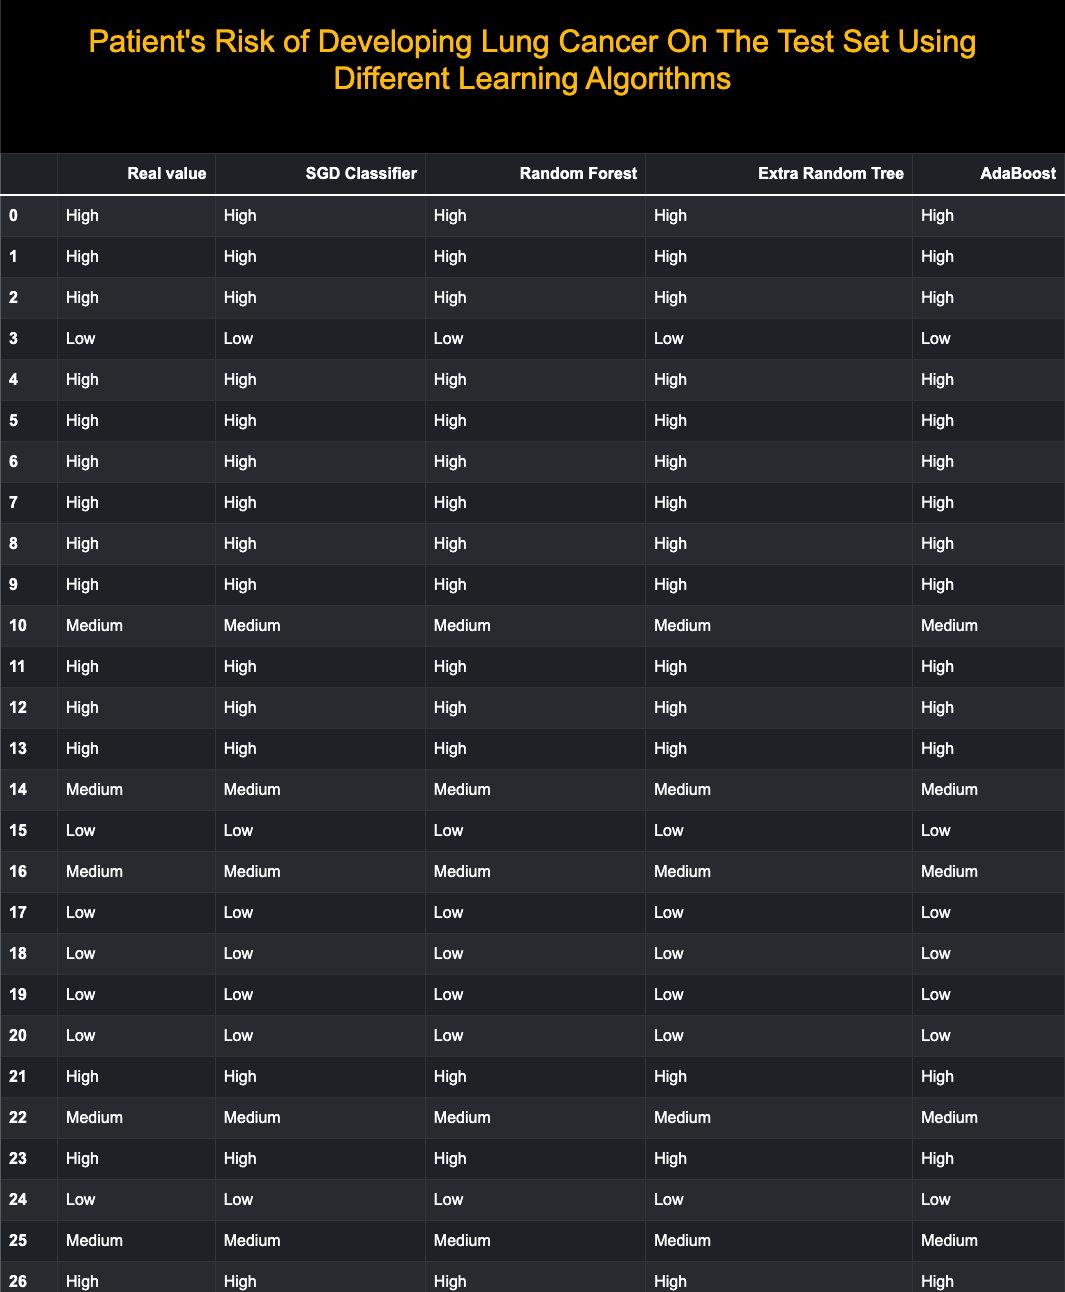 Patient's Risk of Developing Lung Cancer On The Test Set Using
Different Learning Algorithms
Real value SGD Classifier Random Forest Extra Random Tree AdaBoost
0 High High High High High
1 High High High High High
2 High High High High High
3 Low Low Low Low Low
4 High High High High High
5 High High High High High
6 High High High High High
7 High High High High High
8 High High High High High
9 High High High High High
10 Medium Medium Medium Medium Medium
11 High High High High High
12 High High High High High
13 High High High High High
14 Medium Medium Medium Medium Medium
15 Low Low Low Low Low
16 Medium Medium Medium Medium Medium
17 Low Low Low Low Low
18 Low Low Low Low Low
19 Low Low Low Low Low
20 Low Low Low Low Low
21 High High High High High
22 Medium Medium Medium Medium Medium
23 High High High High High
24 Low Low Low Low Low
25 Medium Medium Medium Medium Medium
26 High High High High High